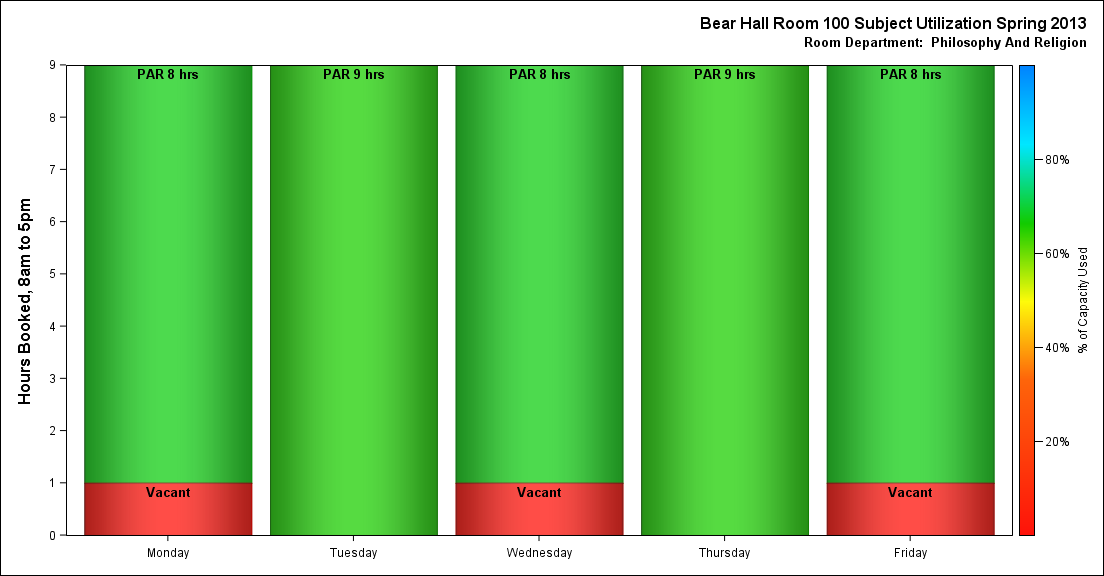 Bear Hall Room 100 Subject Utilization Spring 2013
Room Department: Philosophy And Religion
Hours Booked, 8am to 5pm
9
8
7
6
5
4
3
2
1
0
PAR 8 hrs
PAR 9 hrs
PAR 8 hrs
PAR 9 hrs
PAR 8 hrs
Vacant
Vacant
Vacant
Monday
Tuesday
Wednesday
Thursday
Friday
80%
60%
40%
20%
% of Capacity Used